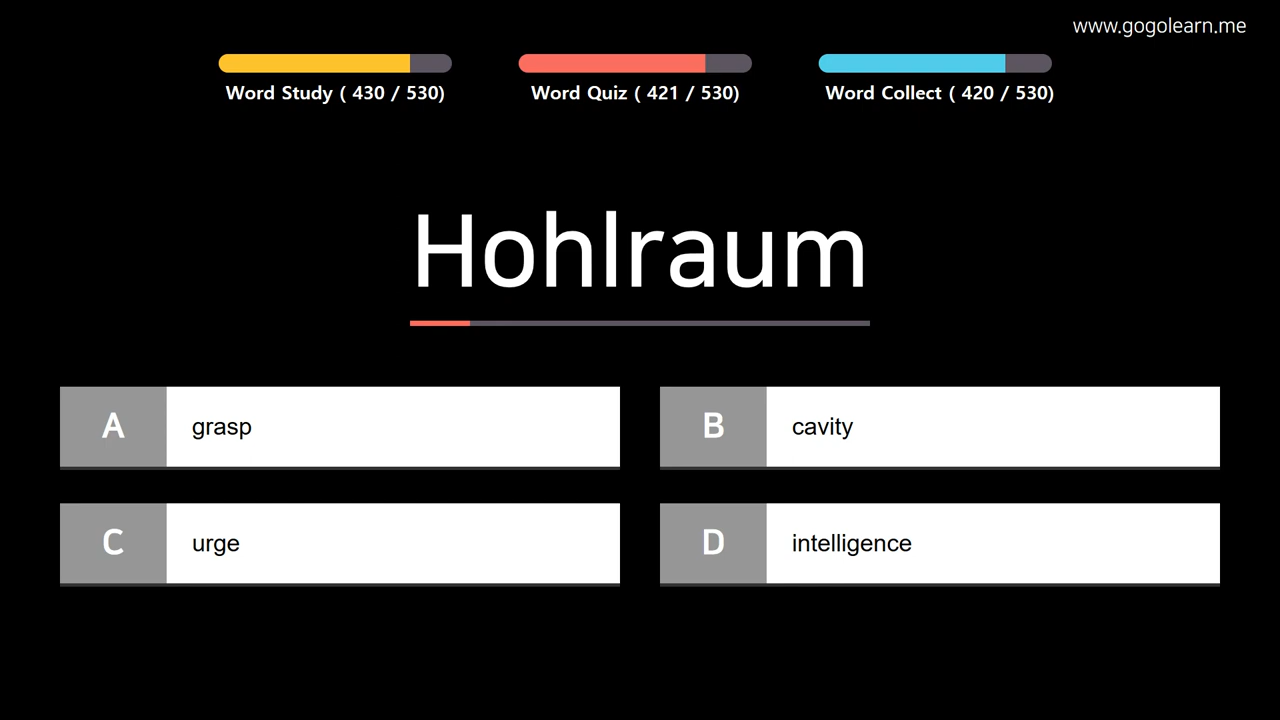 www.gogolearn.me
Word Study ( 430 / 530)
Word Quiz ( 421 / 530)
Word Collect ( 420 / 530)
Hohlraum
A grasp
B cavity
C urge
D intelligence